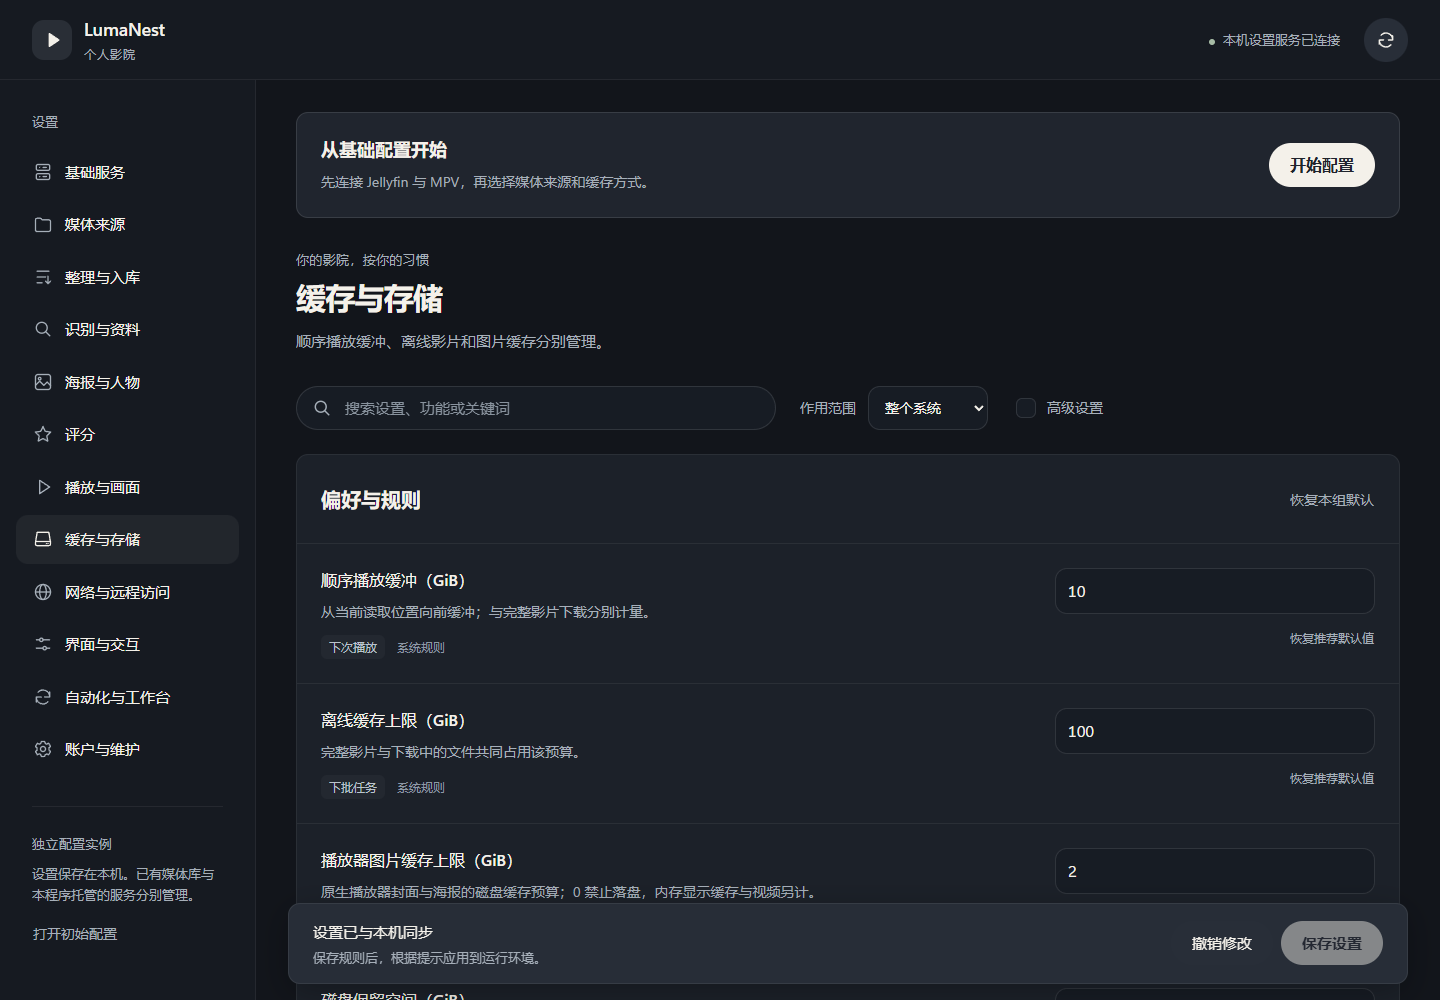 LumaNest
个人影院
本机设置服务已连接
设置
基础服务
媒体来源
整理与入库
识别与资料
海报与人物
评分
播放与画面
缓存与存储
网络与远程访问
界面与交互
自动化与工作台
账户与维护
独立配置实例
设置保存在本机。已有媒体库与
本程序托管的服务分别管理。
打开初始配置
从基础配置开始
先连接 Jellyfin 与 MPV，再选择媒体来源和缓存方式。
开始配置
你的影院，按你的习惯
缓存与存储
顺序播放缓冲、离线影片和图片缓存分别管理。
搜索设置、功能或关键词
作用范围
整个系统
高级设置
偏好与规则
恢复本组默认
顺序播放缓冲（GiB）
从当前读取位置向前缓冲；与完整影片下载分别计量。
下次播放
系统规则
10
恢复推荐默认值
离线缓存上限（GiB）
完整影片与下载中的文件共同占用该预算。
下批任务
系统规则
100
恢复推荐默认值
播放器图片缓存上限（GiB）
原生播放器封面与海报的磁盘缓存预算；0 禁止落盘，内存显示缓存与视频另计。
2
设置已与本机同步
保存规则后，根据提示应用到运行环境。
撤销修改
保存设置
磁盘保留空间（GiB）